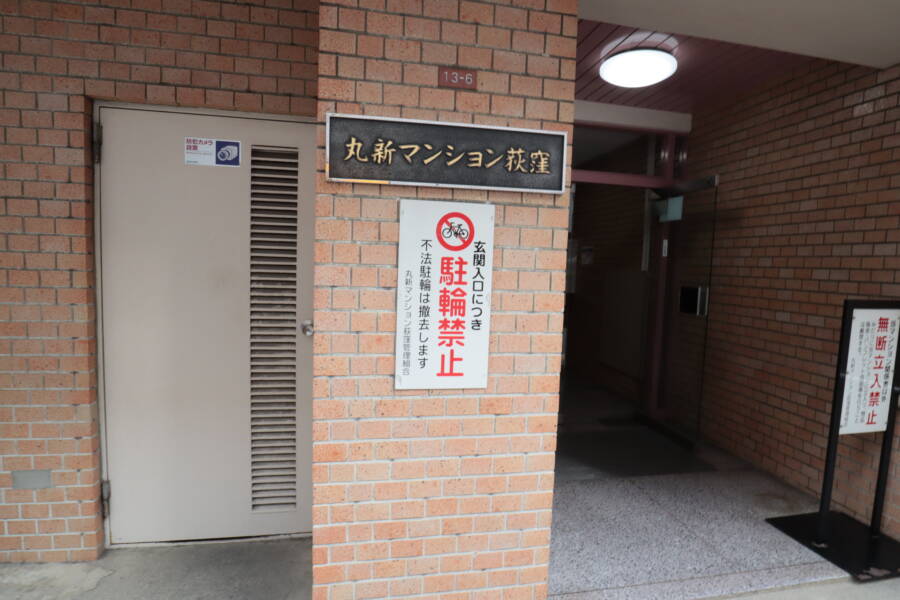 13-6
丸新マンション荻窪
防犯カメラ
設置
玄関入口につき
駐輪禁止
不法駐輪は撤去します
丸新マンション荻窪管理組合
無断立入禁止